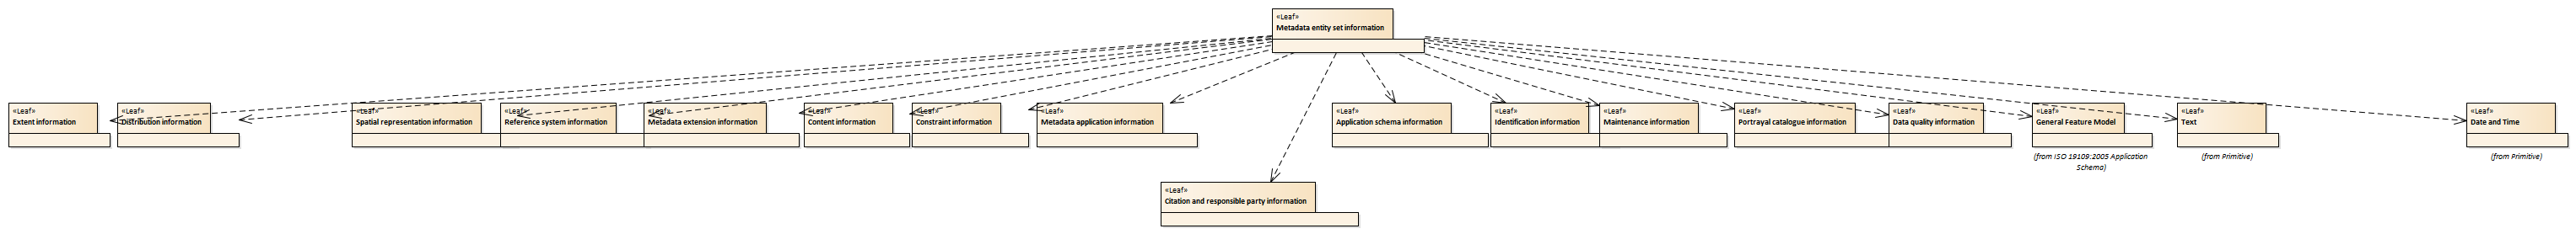 «Leaf»
Metadata entity set information
«Leaf»
Extent information
«Leaf»
Distribution information
«Leaf»
Spatial representation information
«Leaf»
Reference system information
«Leaf»
Metadata extension information
«Leaf»
Content information
«Leaf»
Constraint information
«Leaf»
Metadata application information
«Leaf»
Application schema information
«Leaf»
Identification information
«Leaf»
Maintenance information
«Leaf»
Portrayal catalogue information
«Leaf»
Data quality information
«Leaf»
General Feature Model
(from ISO 19109:2005 Application
Schema)
«Leaf»
Text
(from Primitive)
«Leaf»
Date and Time
(from Primitive)
«Leaf»
Citation and responsible party information